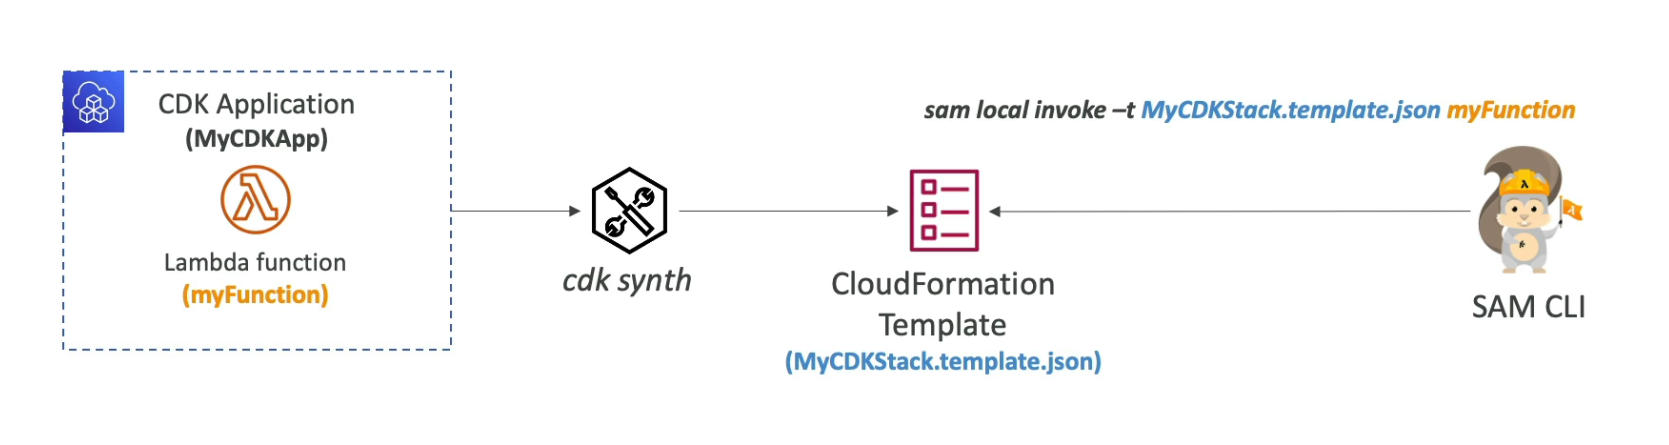 CDK Application
(MyCDKApp)
Lambda function
(myFunction)
cdk synth
CloudFormation
Template
(MyCDKStack.template.json)
sam local invoke –t MyCDKStack.template.json myFunction
SAM CLI